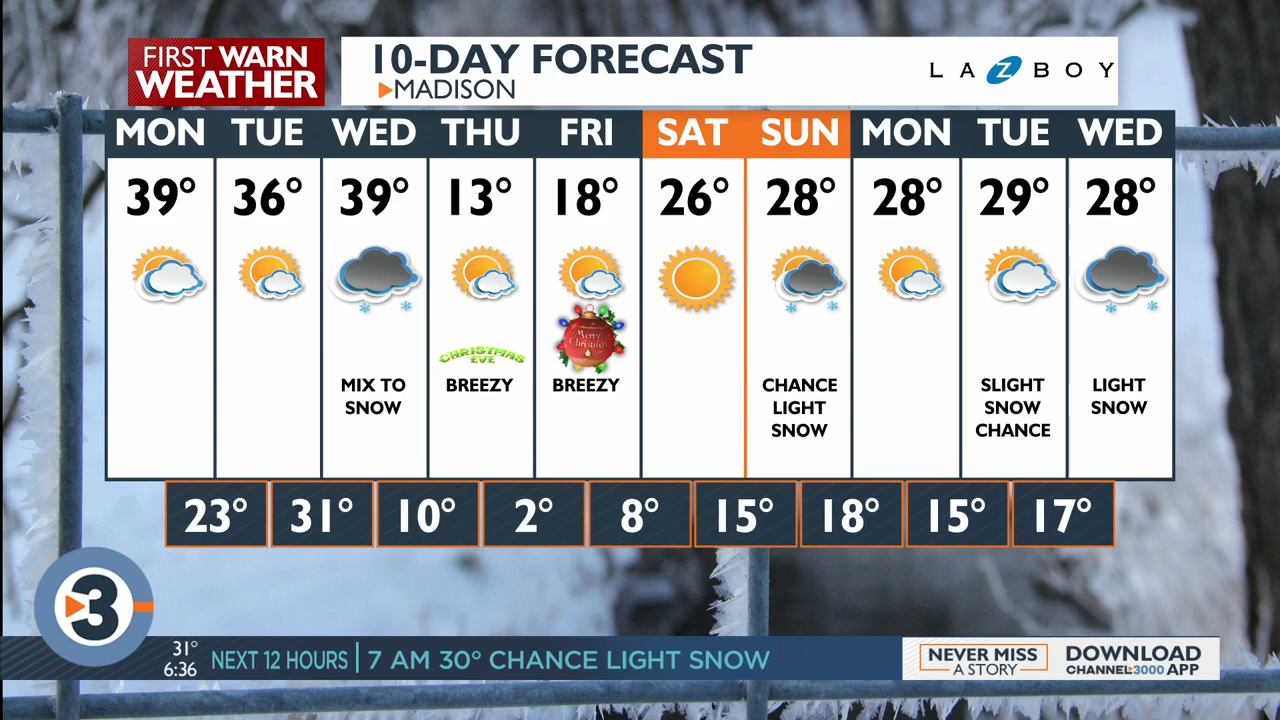 FIRST WARN
WEATHER
10-DAY FORECAST
MADISON
LA Z BOY
MON TUE WED THU FRI SAT SUN MON TUE WED
39° 36° 39° 13° 18° 26° 28° 28° 29° 28°
Merry
Christmas
CHRISTMAS
EVE
MIX TO
SNOW
BREEZY
BREEZY
CHANCE
LIGHT
SNOW
SLIGHT
SNOW
CHANCE
LIGHT
SNOW
23° 31° 10° 2° 8° 15° 18° 15° 17°
3
31°
6:36
NEXT 12 HOURS | 7 AM 30° CHANCE LIGHT SNOW
NEVER MISS
A STORY
DOWNLOAD
CHANNEL3000 APP